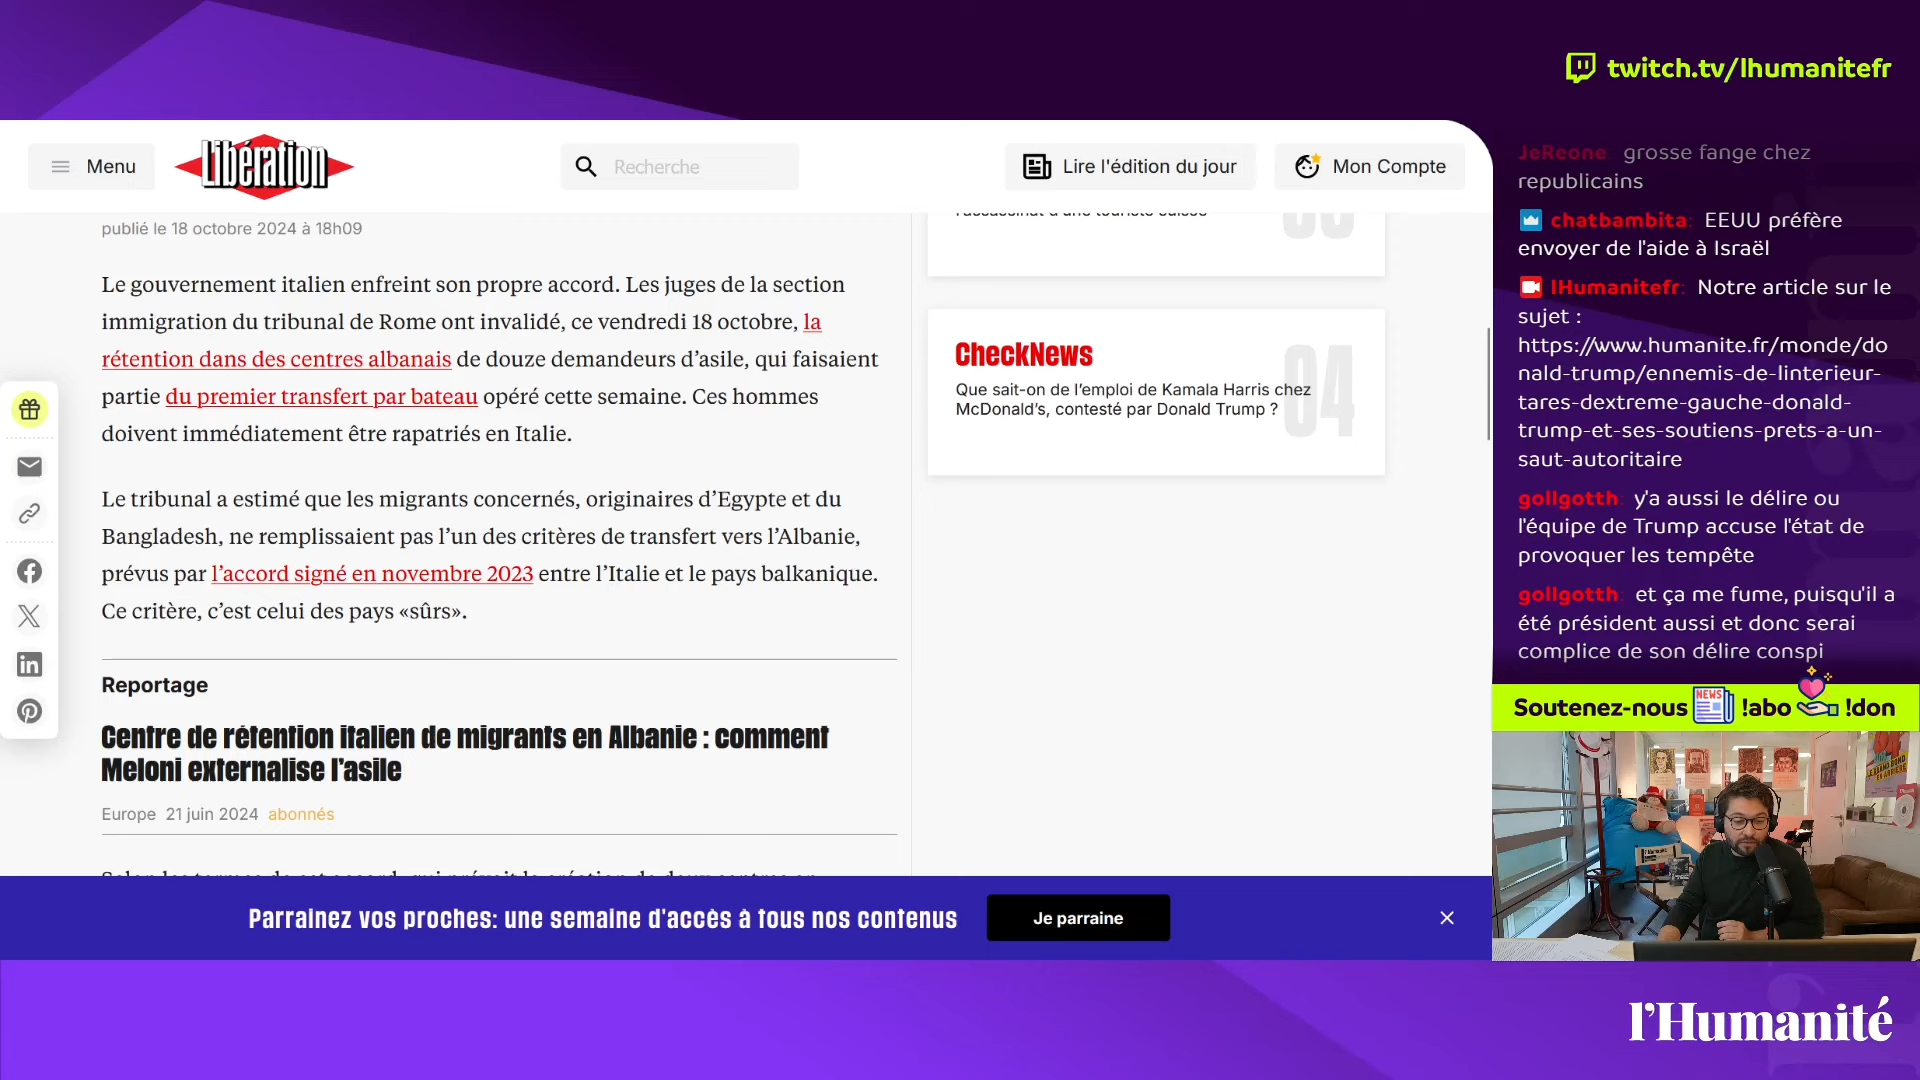 twitch.tv/lhumanitefr
Menu
Libération
Recherche
Lire l'édition du jour
Mon Compte
publié le 18 octobre 2024 à 18h09
Le gouvernement italien enfreint son propre accord. Les juges de la section
immigration du tribunal de Rome ont invalidé, ce vendredi 18 octobre, la
rétention dans des centres albanais de douze demandeurs d’asile, qui faisaient
partie du premier transfert par bateau opéré cette semaine. Ces hommes
doivent immédiatement être rapatriés en Italie.
Le tribunal a estimé que les migrants concernés, originaires d’Egypte et du
Bangladesh, ne remplissaient pas l’un des critères de transfert vers l’Albanie,
prévus par l’accord signé en novembre 2023 entre l’Italie et le pays balkanique.
Ce critère, c’est celui des pays «sûrs».
Reportage
Centre de rétention italien de migrants en Albanie : comment
Meloni externalise l’asile
Europe 21 juin 2024 abonnés
CheckNews
04
Que sait-on de l’emploi de Kamala Harris chez
McDonald’s, contesté par Donald Trump ?
Parrainez vos proches: une semaine d'accès à tous nos contenus
Je parraine
JeReone: grosse fange chez
republicains
chatbambita: EEUU préfère
envoyer de l'aide à Israël
lHumanitefr: Notre article sur le
sujet :
https://www.humanite.fr/monde/do
nald-trump/ennemis-de-linterieur-
tares-dextreme-gauche-donald-
trump-et-ses-soutiens-prets-a-un-
saut-autoritaire
gollgotth: y'a aussi le délire ou
l'équipe de Trump accuse l'état de
provoquer les tempête
gollgotth: et ça me fume, puisqu'il a
été président aussi et donc serai
complice de son délire conspi
Soutenez-nous NEWS !abo !don
l'Humanité